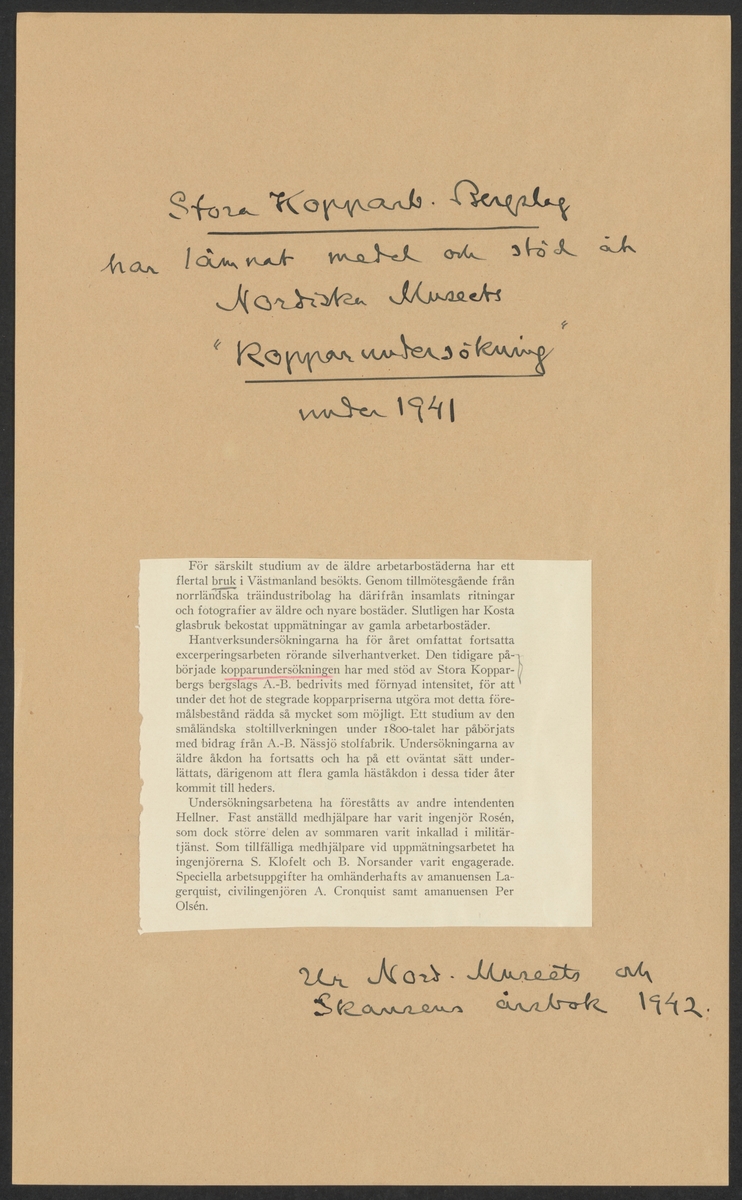 Stora Kopparb. Bergslag
har lämnat medel och stöd åt
Nordiska Museets
"Kopparundersökning"
under 1941
För särskilt studium av de äldre arbetarbostäderna har ett
flertal bruk i Västmanland besökts. Genom tillmötesgående från
norrländska träindustribolag ha därifrån insamlats ritningar
och fotografier av äldre och nyare bostäder. Slutligen har Kosta
glasbruk bekostat uppmätningar av gamla arbetarbostäder.
Hantverksundersökningarna ha för året omfattat fortsatta
excerperingsarbeten rörande silverhantverket. Den tidigare på-
började kopparundersökningen har med stöd av Stora Koppar-
bergs bergslags A.-B. bedrivits med förnyad intensitet, för att
under det hot de stegrade kopparpriserna utgöra mot detta före-
målsbestånd rädda så mycket som möjligt. Ett studium av den
småländska stoltillverkningen under 1800-talet har påbörjats
med bidrag från A.-B. Nässjö stolfabrik. Undersökningarna av
äldre åkdon ha fortsatts och ha på ett oväntat sätt under-
lättats, därigenom att flera gamla häståkdon i dessa tider åter
kommit till heders.
Undersökningsarbetena ha föreståtts av andre intendenten
Hellner. Fast anställd medhjälpare har varit ingenjör Rosén,
som dock större delen av sommaren varit inkallad i militär-
tjänst. Som tillfälliga medhjälpare vid uppmätningsarbetet ha
ingenjörerna S. Klofelt och B. Norsander varit engagerade.
Speciella arbetsuppgifter ha omhänderhafts av amanuensen La-
gerquist, civilingenjören A. Cronquist samt amanuensen Per
Olsén.
Ur Nord. Museets och
Skansens årsbok 1942.